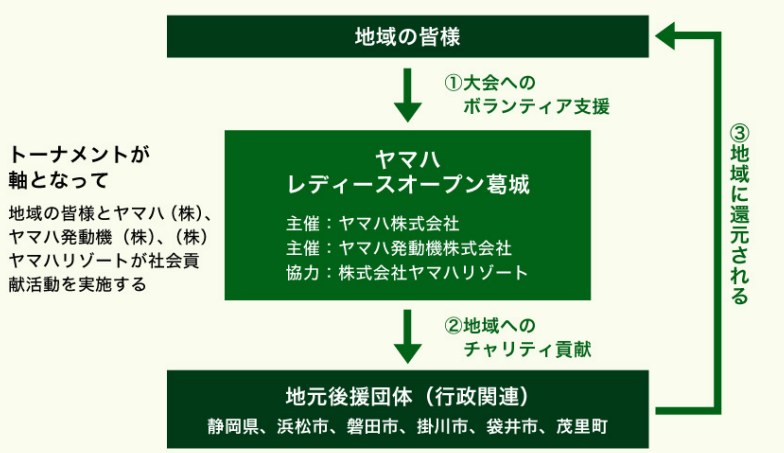 地域の皆様
①大会への
ボランティア支援
トーナメントが
軸となって
地域の皆様とヤマハ（株）、
ヤマハ発動機（株）、（株）
ヤマハリゾートが社会貢
献活動を実施する
ヤマハ
レディースオープン葛城
主催：ヤマハ株式会社
主催：ヤマハ発動機株式会社
協力：株式会社ヤマハリゾート
②地域への
チャリティ貢献
地元後援団体（行政関連）
静岡県、浜松市、磐田市、掛川市、袋井市、茂里町
③地域に還元される